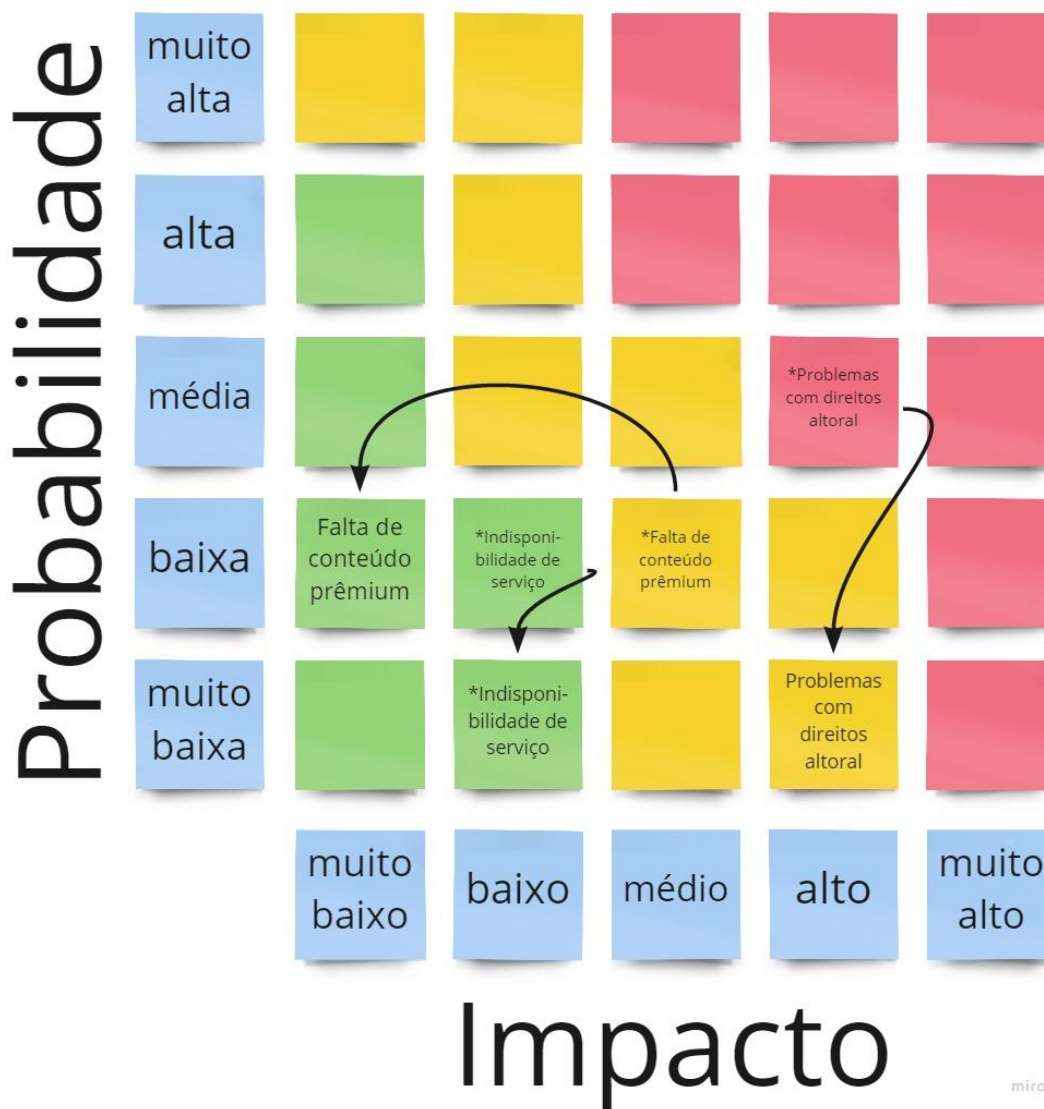 Probabilidade
muito
alta
alta
média
*Problemas
com direitos
altoral
baixa
Falta de
conteúdo
prêmium
*Indisponi-
bilidade de
serviço
*Falta de
conteúdo
prêmium
muito
baixa
*Indisponi-
bilidade de
serviço
Problemas
com
direitos
altoral
muito
baixo
baixo
médio
alto
muito
alto
Impacto
miro